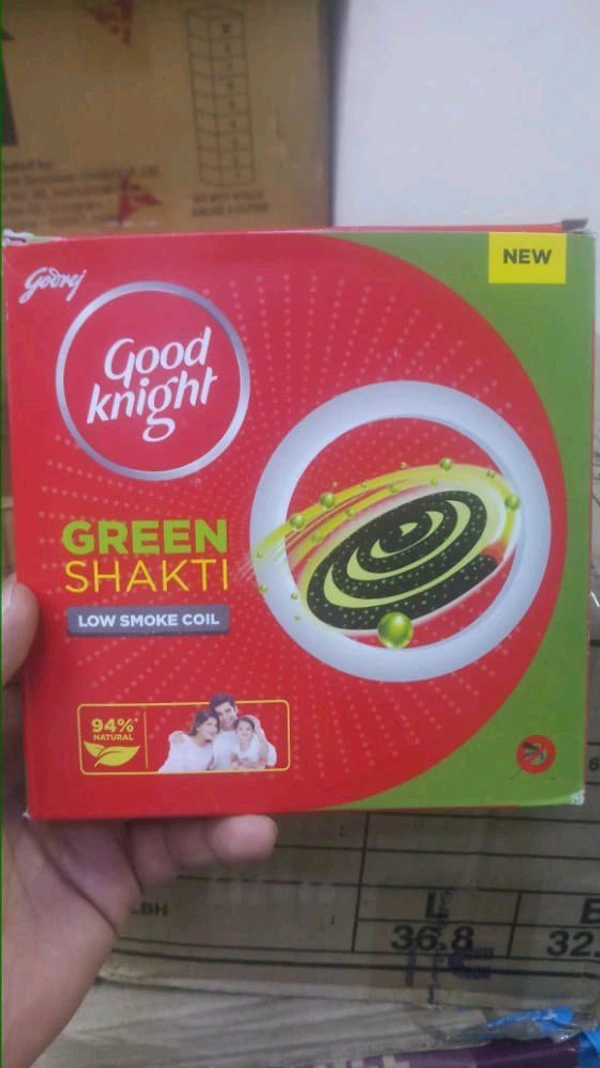 Godrej
NEW
Good
knight
GREEN
SHAKTI
LOW SMOKE COIL
94%*
NATURAL
LBH
L
36.8
32.